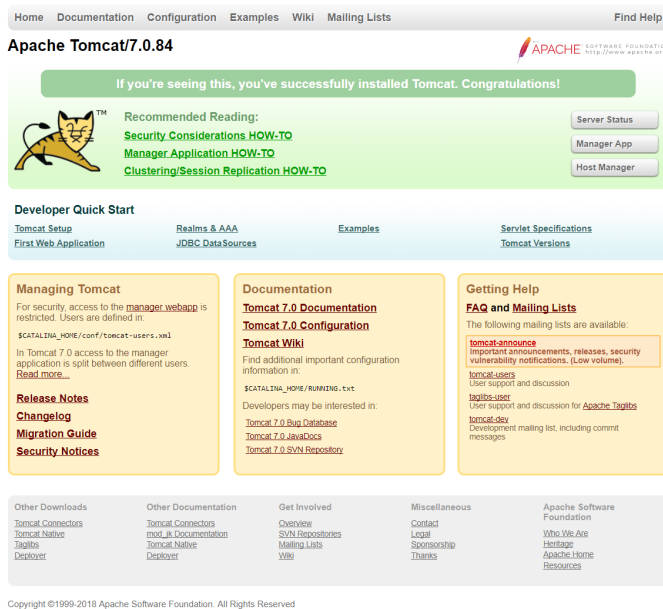 Home Documentation Configuration Examples Wiki Mailing Lists Find Help
Apache Tomcat/7.0.84
APACHE SOFTWARE FOUNDATIO
http://www.apache.or
If you're seeing this, you've successfully installed Tomcat. Congratulations!
TM
Recommended Reading:
Security Considerations HOW-TO
Manager Application HOW-TO
Clustering/Session Replication HOW-TO
Server Status
Manager App
Host Manager
Developer Quick Start
Tomcat Setup
First Web Application
Realms & AAA
JDBC DataSources
Examples
Servlet Specifications
Tomcat Versions
Managing Tomcat
For security, access to the manager webapp is
restricted. Users are defined in:
$CATALINA_HOME/conf/tomcat-users.xml
In Tomcat 7.0 access to the manager
application is split between different users.
Read more...
Release Notes
Changelog
Migration Guide
Security Notices
Documentation
Tomcat 7.0 Documentation
Tomcat 7.0 Configuration
Tomcat Wiki
Find additional important configuration
information in:
$CATALINA_HOME/RUNNING.txt
Developers may be interested in:
Tomcat 7.0 Bug Database
Tomcat 7.0 JavaDocs
Tomcat 7.0 SVN Repository
Getting Help
FAQ and Mailing Lists
The following mailing lists are available:
tomcat-announce
Important announcements, releases, security
vulnerability notifications. (Low volume).
tomcat-users
User support and discussion
taglibs-user
User support and discussion for Apache Taglibs
tomcat-dev
Development mailing list, including commit
messages
Other Downloads
Tomcat Connectors
Tomcat Native
Taglibs
Deployer
Other Documentation
Tomcat Connectors
mod_jk Documentation
Tomcat Native
Deployer
Get Involved
Overview
SVN Repositories
Mailing Lists
Wiki
Miscellaneous
Contact
Legal
Sponsorship
Thanks
Apache Software
Foundation
Who We Are
Heritage
Apache Home
Resources
Copyright ©1999-2018 Apache Software Foundation. All Rights Reserved